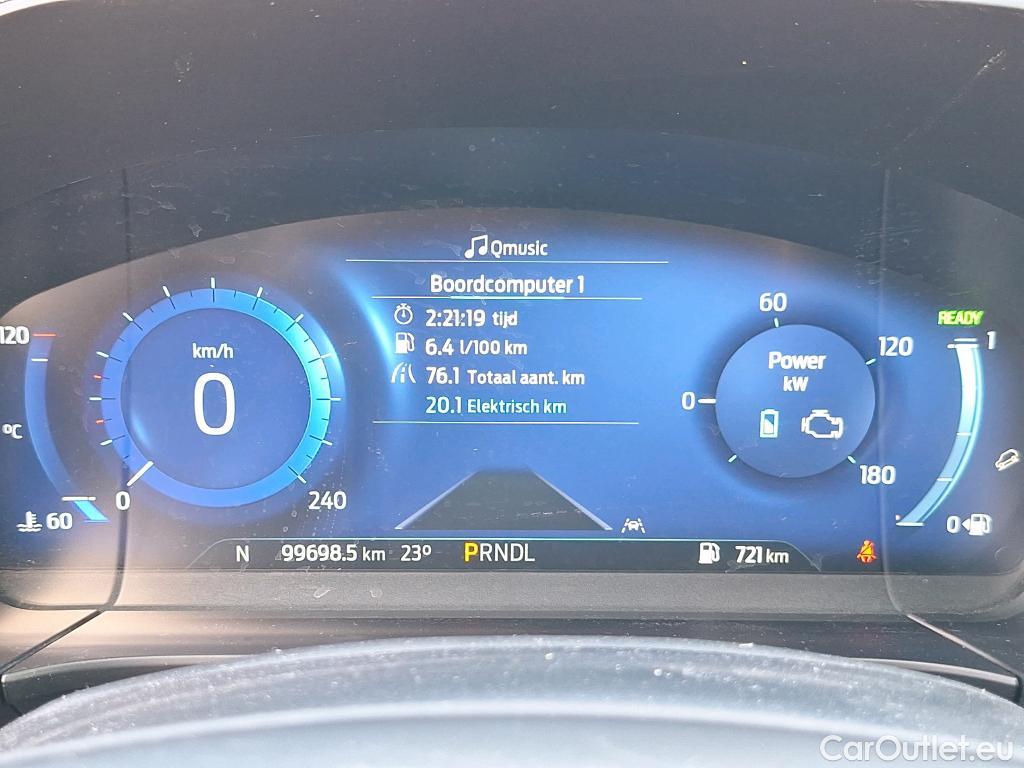 Qmusic
Boordcomputer 1
2:21:19 tijd
6.4 l/100 km
76.1 Totaal aant. km
20.1 Elektrisch km
120
°C
60
km/h
0
0
240
60
120
0
180
Power
kW
READY
1
0
N 99698.5 km 23° PRNDL 721 km
CarOutlet.eu